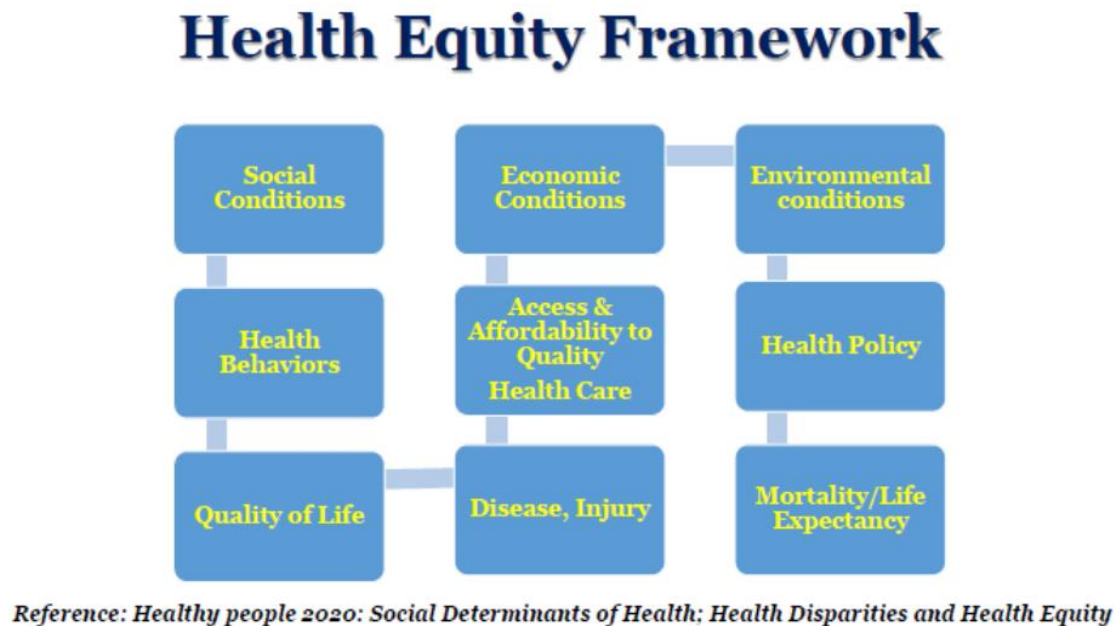 Health Equity Framework
Social
Conditions
Economic
Conditions
Environmental
conditions
Health
Behaviors
Access &
Affordability to
Quality
Health Care
Health Policy
Quality of Life
Disease, Injury
Mortality/Life
Expectancy
Reference: Healthy people 2020: Social Determinants of Health; Health Disparities and Health Equity